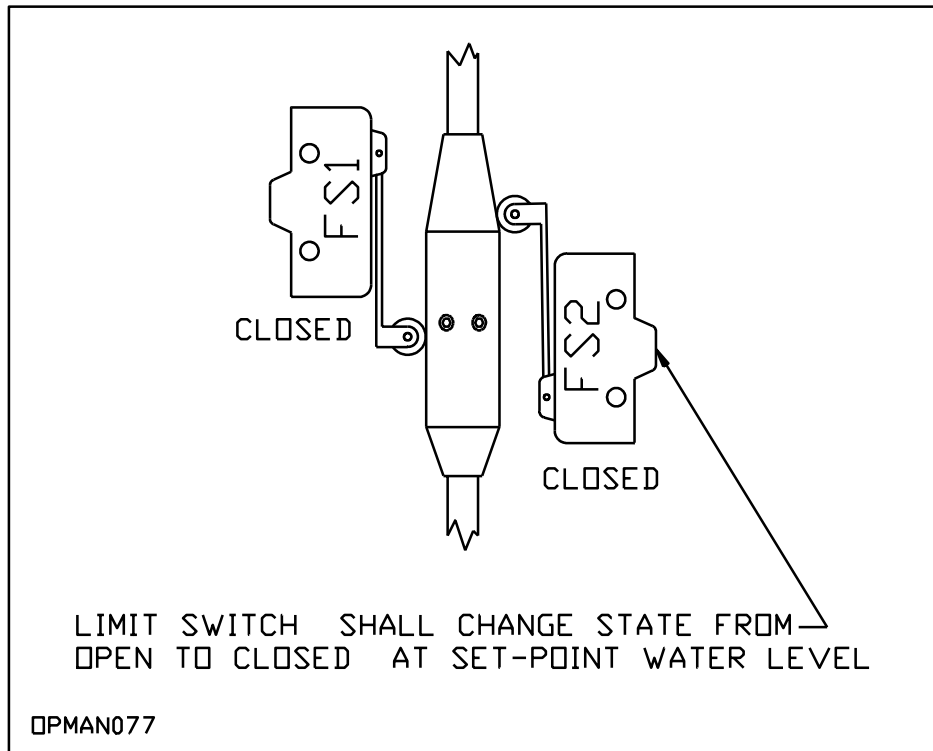 FS1
CLOSED
FS2
CLOSED
LIMIT SWITCH SHALL CHANGE STATE FROM
OPEN TO CLOSED AT SET-POINT WATER LEVEL
OPMAN077